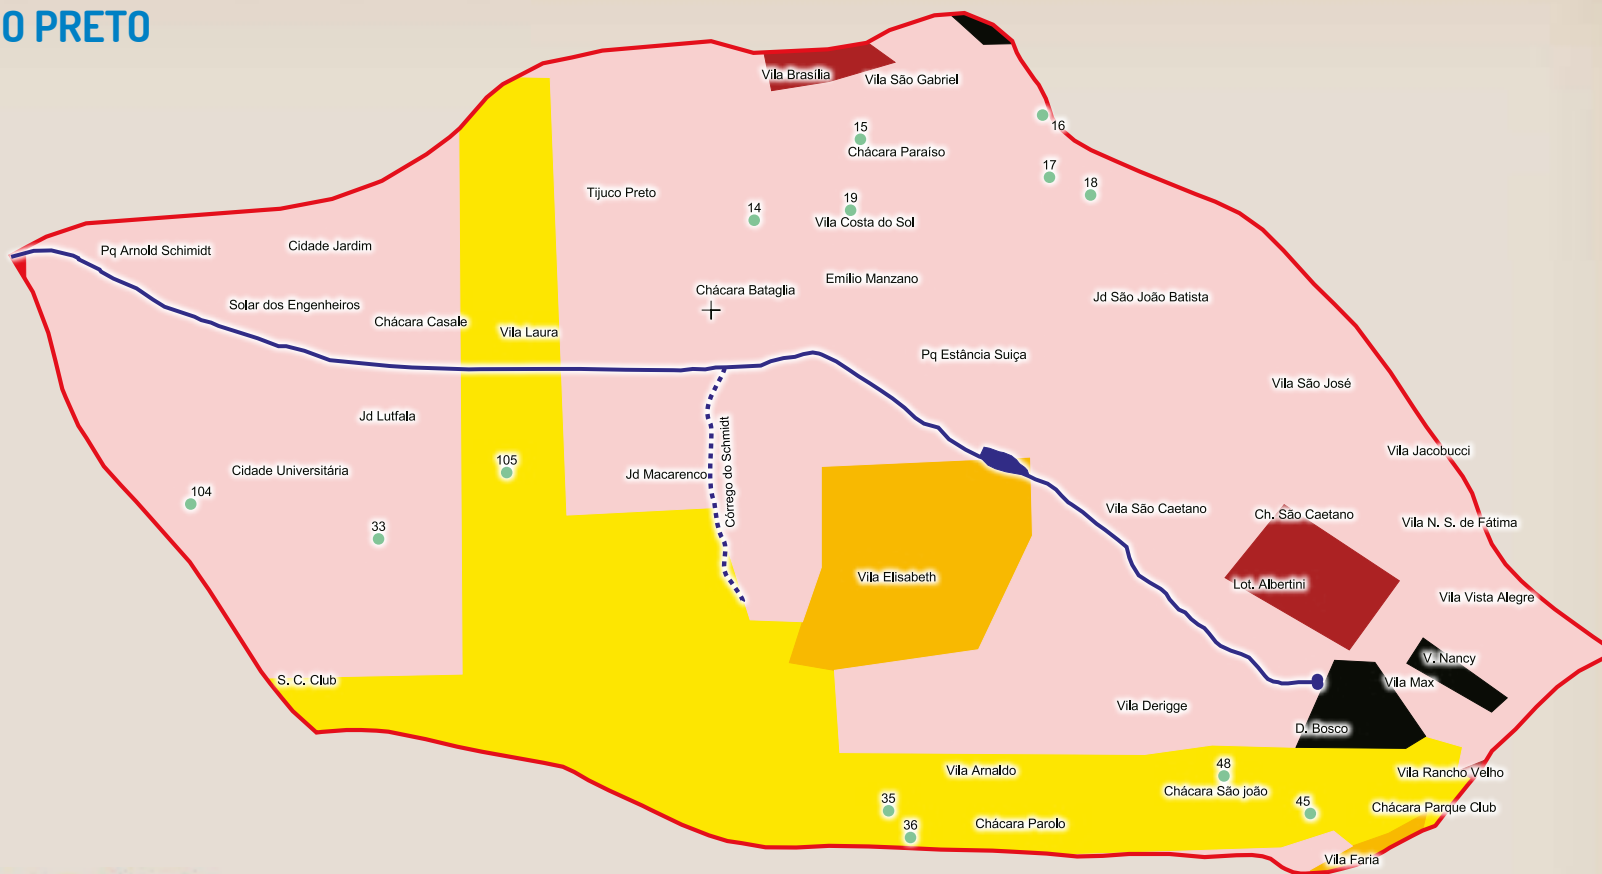 O PRETO
Vila Brasília
Vila São Gabriel
15
Chácara Paraíso
16
17
18
Tijuco Preto
14
19
Vila Costa do Sol
Pq Arnold Schimidt
Cidade Jardim
Emílio Manzano
Chácara Bataglia
Jd São João Batista
Solar dos Engenheiros
Chácara Casale
Vila Laura
Pq Estância Suiça
Vila São José
Jd Lutfala
Córrego do Schmidt
Vila Jacobucci
Cidade Universitária
105
Jd Macarenco
104
33
Vila São Caetano
Ch. São Caetano
Vila N. S. de Fátima
Vila Elisabeth
Lot. Albertini
Vila Vista Alegre
V. Nancy
S. C. Club
Vila Max
Vila Derigge
D. Bosco
Vila Arnaldo
48
Vila Rancho Velho
Chácara São joão
35
45
Chácara Parque Club
36
Chácara Parolo
Vila Faria